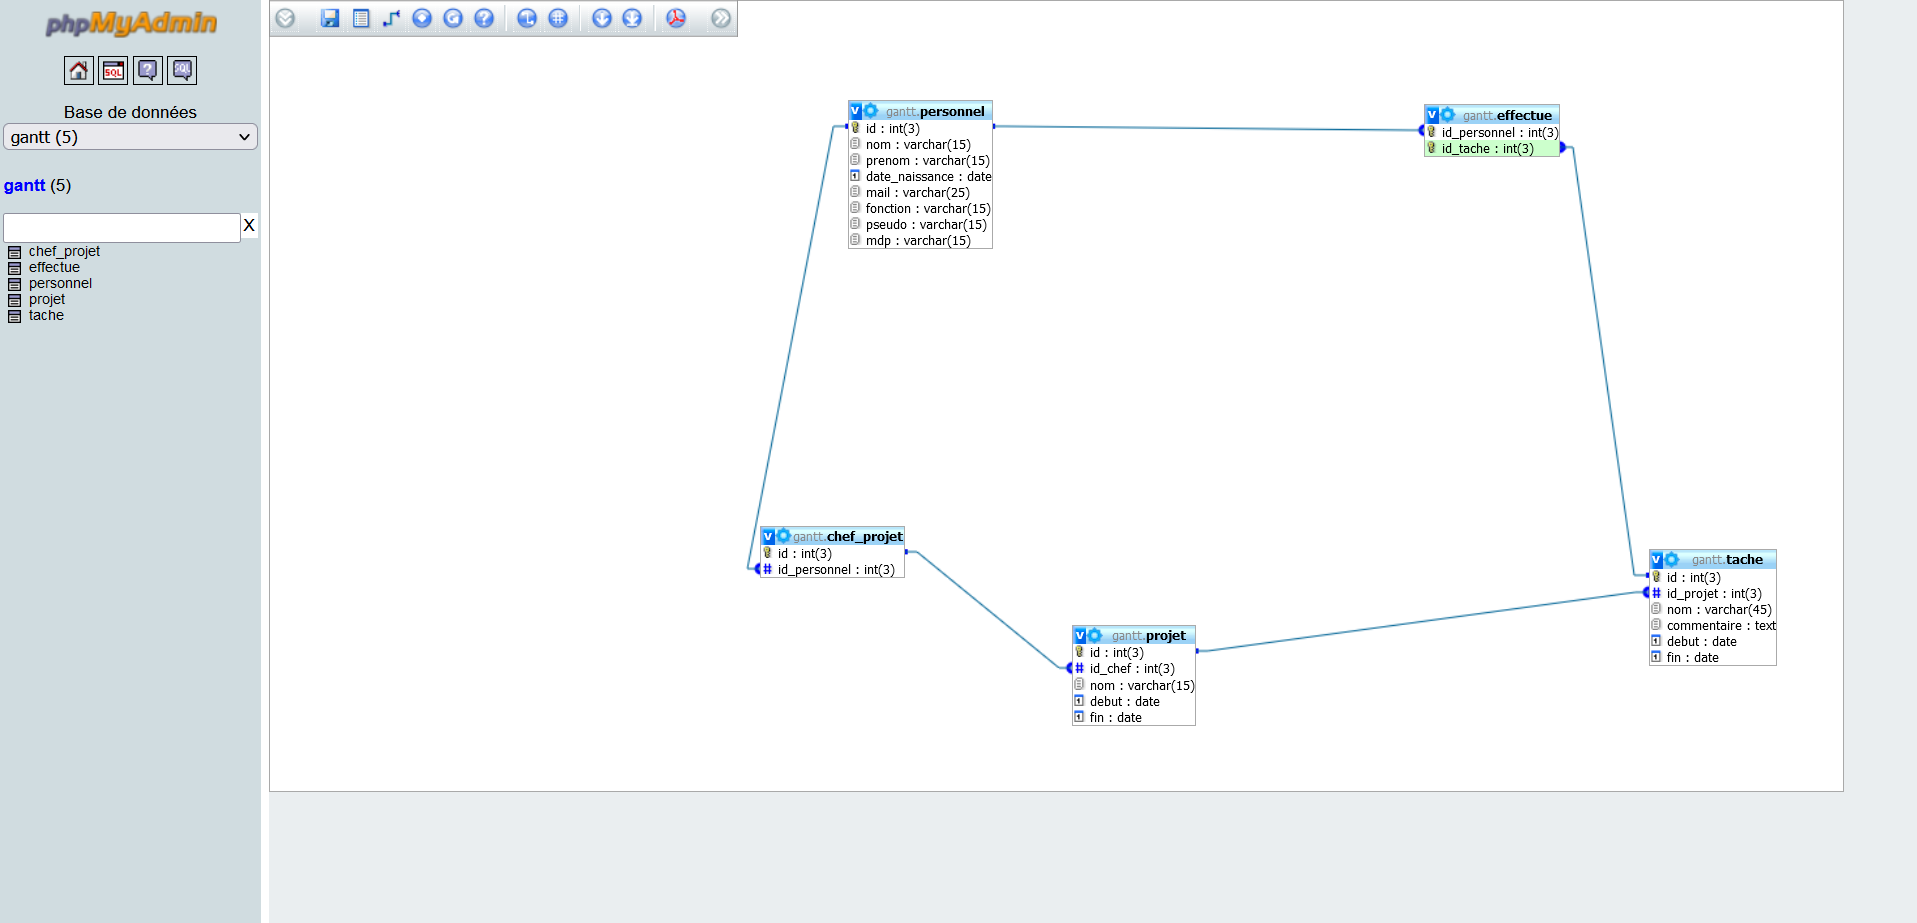 phpMyAdmin
SQL
?
SQL
Base de données
gantt (5)
gantt (5)
X
chef_projet
effectue
personnel
projet
tache
gantt.personnel
id : int(3)
nom : varchar(15)
prenom : varchar(15)
date_naissance : date
mail : varchar(25)
fonction : varchar(15)
pseudo : varchar(15)
mdp : varchar(15)
gantt.effectue
id_personnel : int(3)
id_tache : int(3)
gantt.chef_projet
id : int(3)
# id_personnel : int(3)
gantt.projet
id : int(3)
# id_chef : int(3)
nom : varchar(15)
debut : date
fin : date
gantt.tache
id : int(3)
# id_projet : int(3)
nom : varchar(45)
commentaire : text
debut : date
fin : date